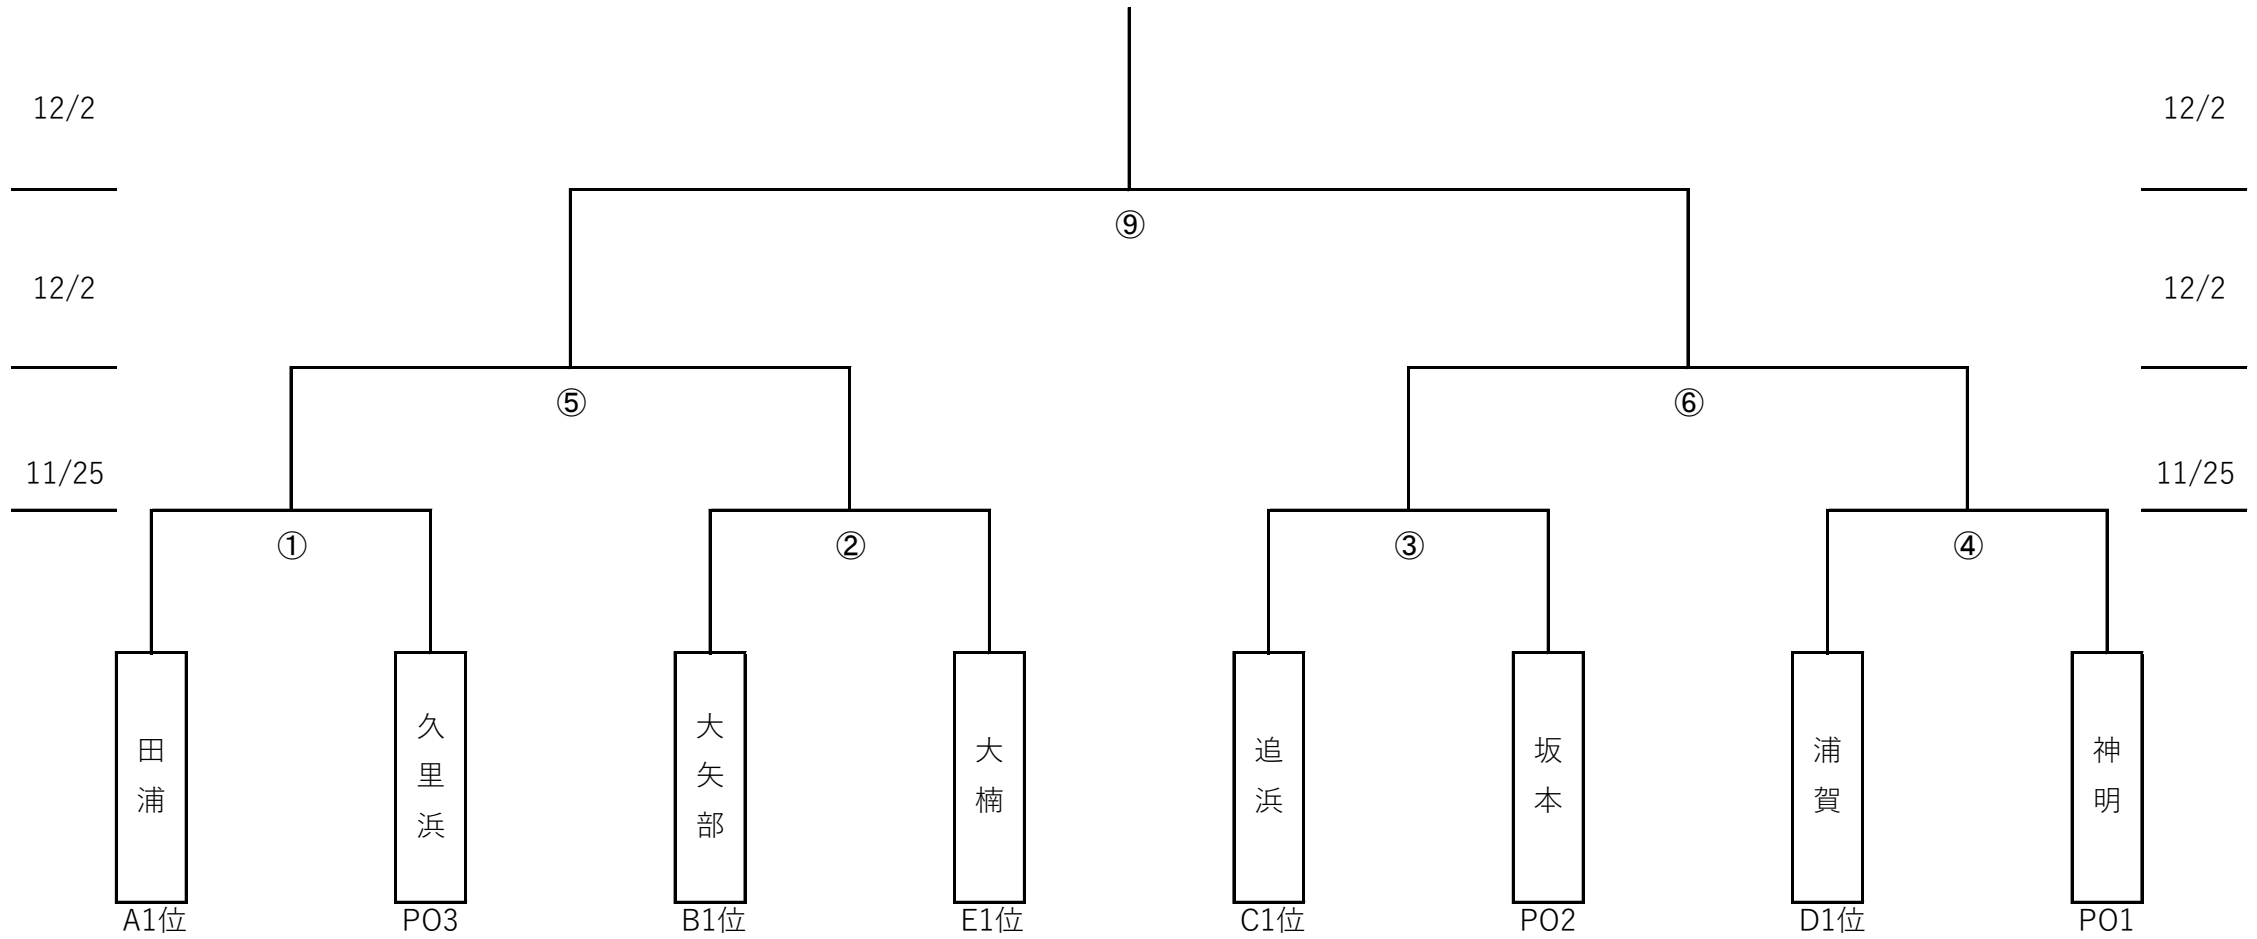 12/2
12/2
⑨
12/2
12/2
⑤
⑥
11/25
11/25
①
②
③
④
田浦
久里浜
大矢部
大楠
追浜
坂本
浦賀
神明
A1位
PO3
B1位
E1位
C1位
PO2
D1位
PO1